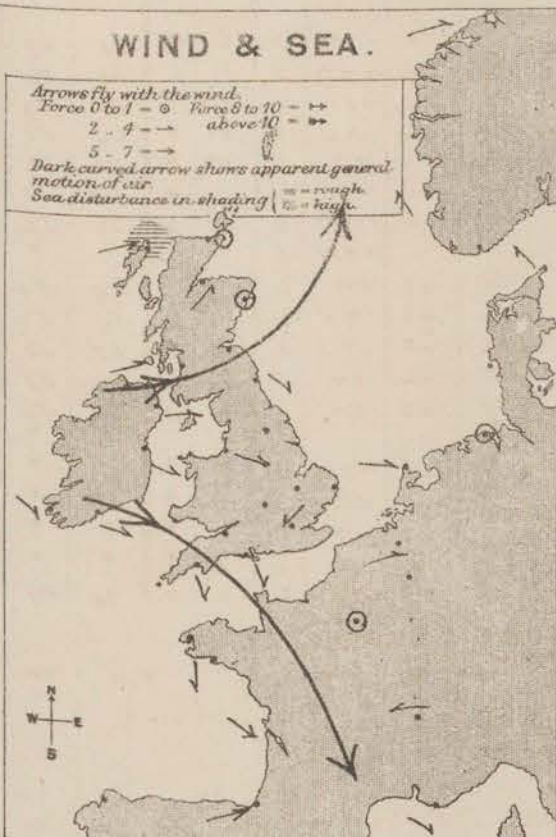 WIND & SEA.
Arrows fly with the wind.
Force 0 to 1 = ⊙ Force 8 to 10 = ↦
2 .. 4 = → above 10 =
5 .. 7 = →
Dark curved arrow shows apparent general
motion of air
Sea disturbance in shading { = rough.
= high.
N
W E
S